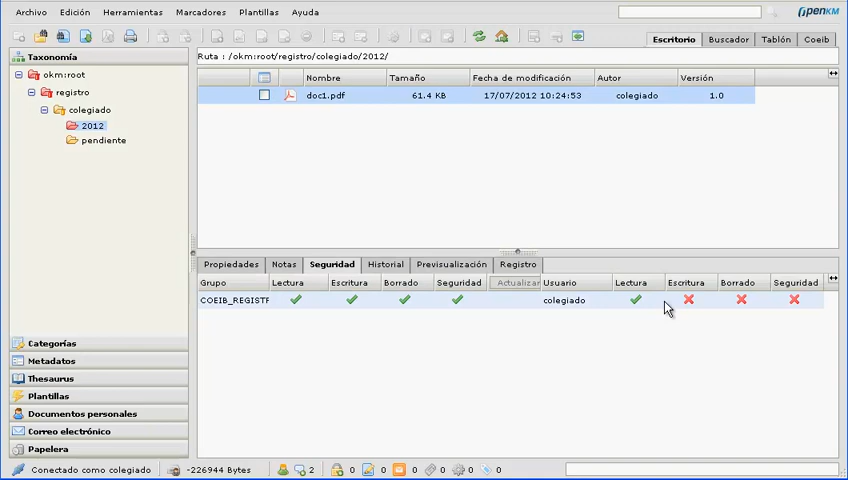 Archivo Edición Herramientas Marcadores Plantillas Ayuda
OpenKM
Escritorio Buscador Tablón Coeib
Taxonomía
okm:root
registro
colegiado
2012
pendiente
Ruta : /okm:root/registro/colegiado/2012/
Nombre Tamaño Fecha de modificación Autor Versión
doc1.pdf 61.4 KB 17/07/2012 10:24:53 colegiado 1.0
Propiedades Notas Seguridad Historial Previsualización Registro
Grupo Lectura Escritura Borrado Seguridad Actualizar Usuario Lectura Escritura Borrado Seguridad
COEIB_REGISTR colegiado
Categorías
Metadatos
Thesaurus
Plantillas
Documentos personales
Correo electrónico
Papelera
Conectado como colegiado -226944 Bytes 2 0 0 0 0 0 0